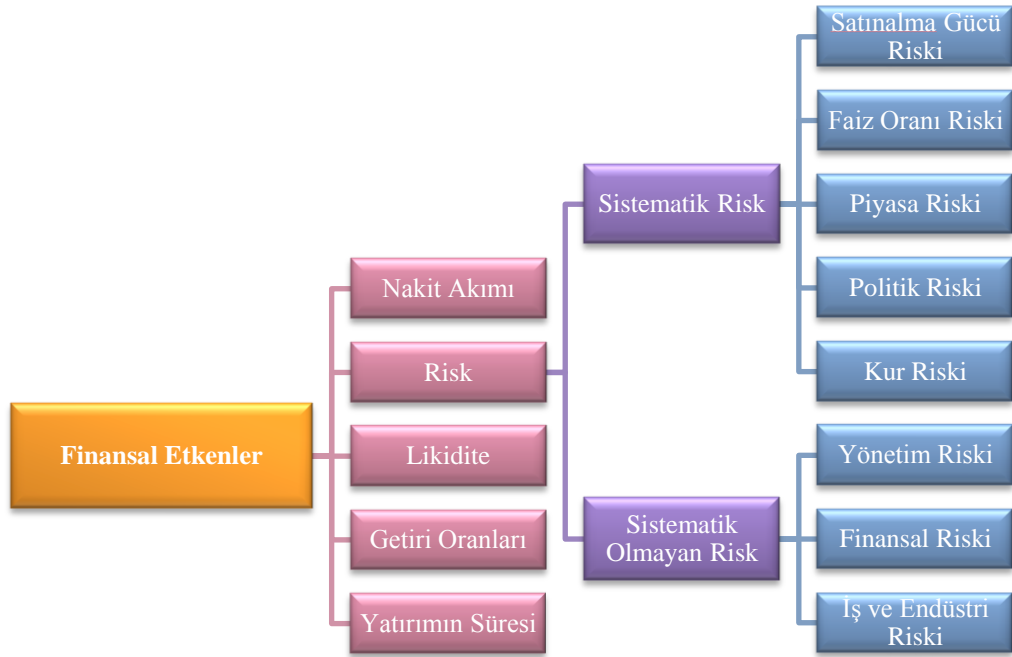 Finansal Etkenler
Nakit Akımı
Risk
Likidite
Getiri Oranları
Yatırımın Süresi
Sistematik Risk
Sistematik
Olmayan Risk
Satınalma Gücü
Riski
Faiz Oranı Riski
Piyasa Riski
Politik Riski
Kur Riski
Yönetim Riski
Finansal Riski
İş ve Endüstri
Riski